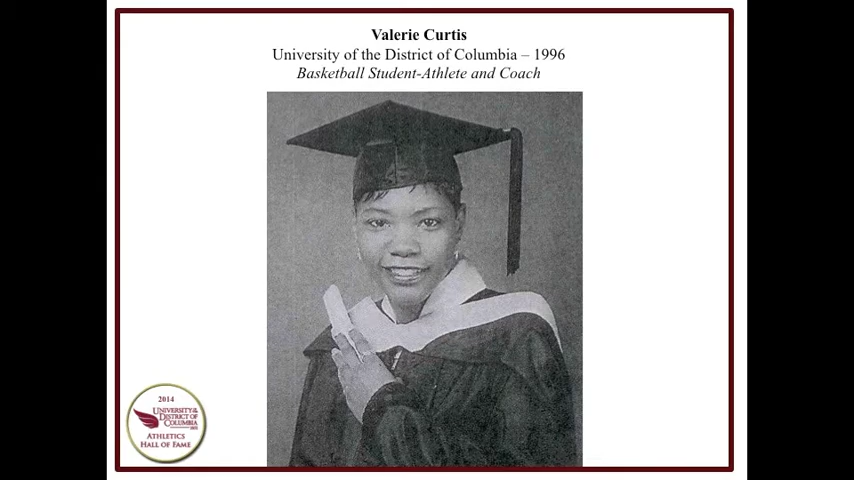 Valerie Curtis
University of the District of Columbia – 1996
Basketball Student-Athlete and Coach
2014
UNIVERSITY OF THE
DISTRICT OF
COLUMBIA
ATHLETICS
HALL OF FAME